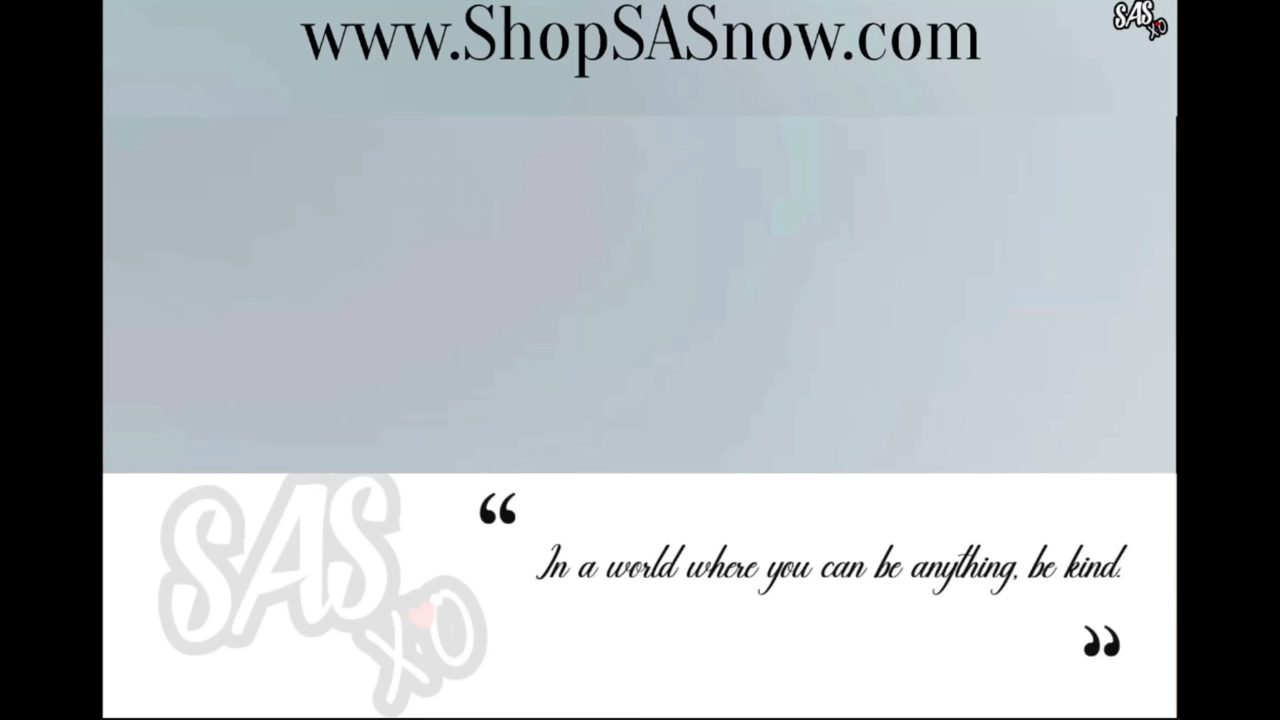 www.ShopSASnow.com
SAS
XO
“
In a world where you can be anything, be kind.
”
SAS
XO